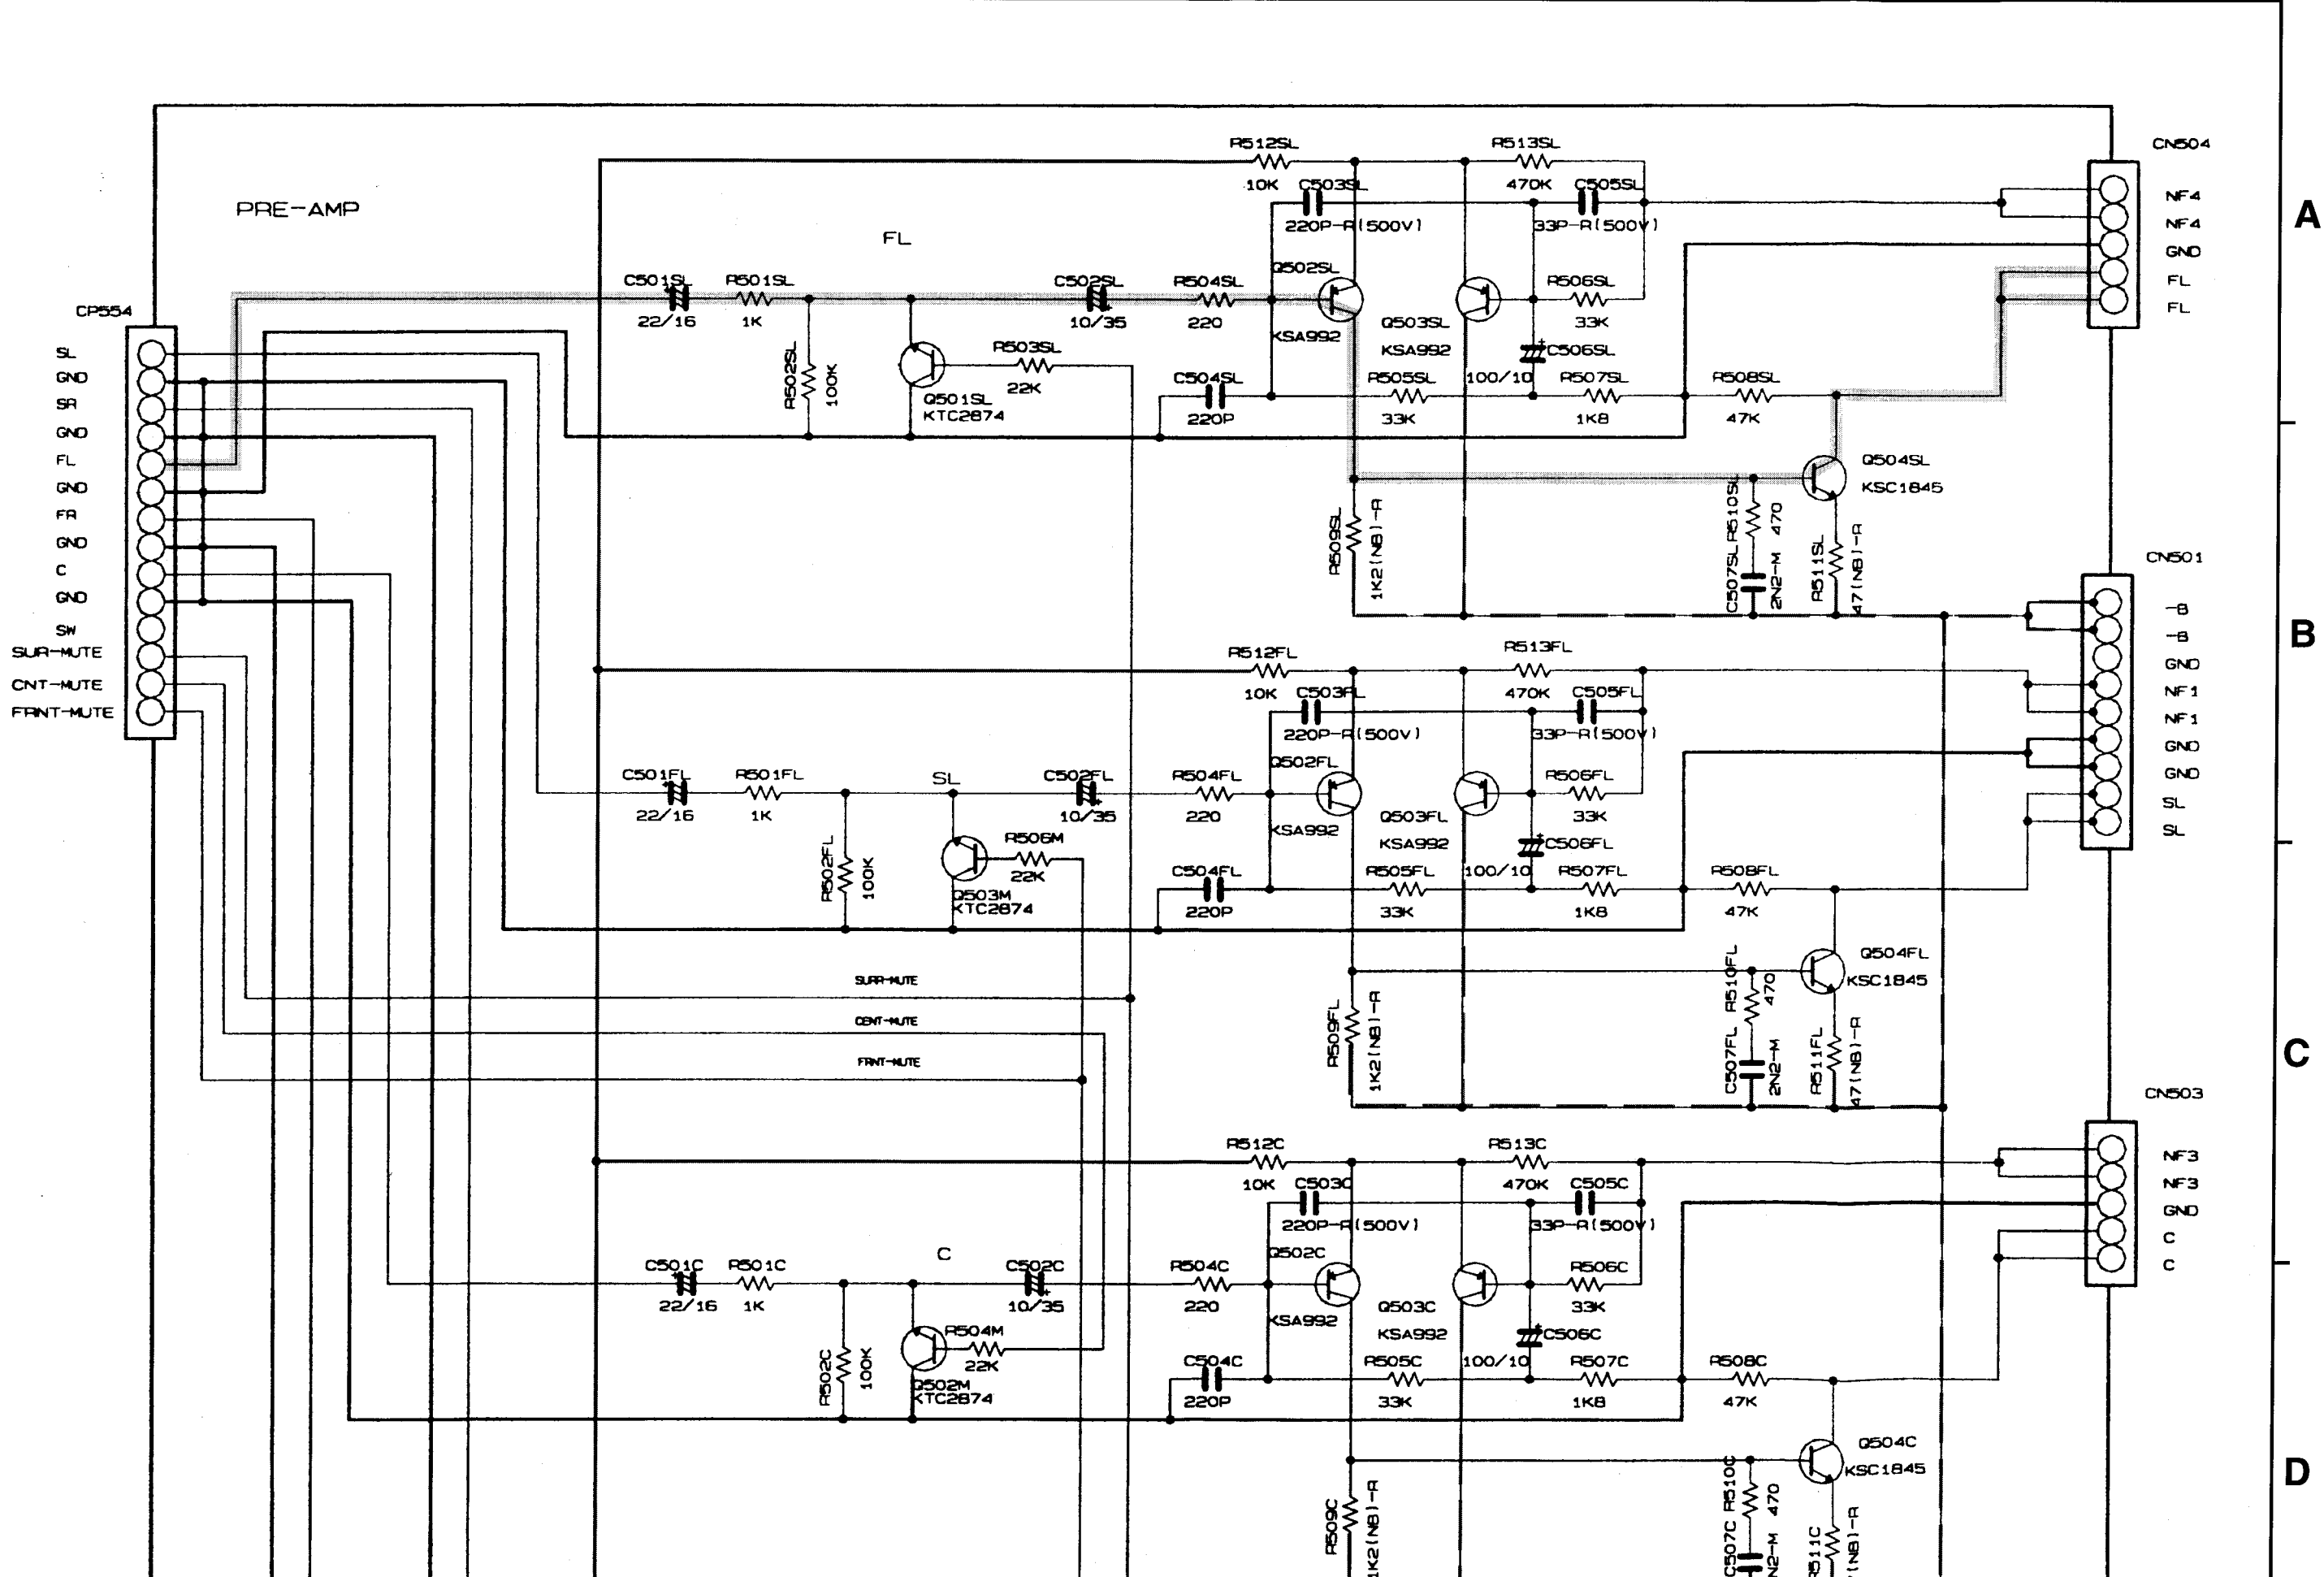 PRE-AMP
FL
CP554
SL
GND
SR
GND
FL
GND
FR
GND
C
GND
SW
SUR-MUTE
CNT-MUTE
FRNT-MUTE
C501SL
22/16
R501SL
1K
R502SL
100K
Q501SL
KTC2874
R503SL
22K
C502SL
10/35
R504SL
220
C504SL
220P
R512SL
10K
C503SL
220P-R(500V)
Q502SL
KSA992
Q503SL
KSA992
R513SL
470K
C505SL
33P-R(500V)
R506SL
33K
C506SL
100/10
R505SL
33K
R507SL
1K8
R508SL
47K
R509SL
1K2(NB)-R
C507SL R510SL
2N2-M 470
R511SL
47(NB)-R
Q504SL
KSC1845
CN504
NF4
NF4
GND
FL
FL
A
CN501
-B
-B
GND
NF1
NF1
GND
GND
SL
SL
B
C501FL
22/16
R501FL
1K
R502FL
100K
SL
Q503M
KTC2874
R506M
22K
C502FL
10/35
R504FL
220
C504FL
220P
R512FL
10K
C503FL
220P-R(500V)
Q502FL
KSA992
Q503FL
KSA992
R513FL
470K
C505FL
33P-R(500V)
R506FL
33K
C506FL
100/10
R505FL
33K
R507FL
1K8
R508FL
47K
R509FL
1K2(NB)-R
C507FL R510FL
2N2-M 470
R511FL
47(NB)-R
Q504FL
KSC1845
SURR-MUTE
CENT-MUTE
FRNT-MUTE
C
CN503
NF3
NF3
GND
C
C
C501C
22/16
R501C
1K
R502C
100K
C
Q502M
KTC2874
R504M
22K
C502C
10/35
R504C
220
C504C
220P
R512C
10K
C503C
220P-R(500V)
Q502C
KSA992
Q503C
KSA992
R513C
470K
C505C
33P-R(500V)
R506C
33K
C506C
100/10
R505C
33K
R507C
1K8
R508C
47K
R509C
1K2(NB)-R
C507C R510C
N2-M 470
R511C
(NB)-R
Q504C
KSC1845
D